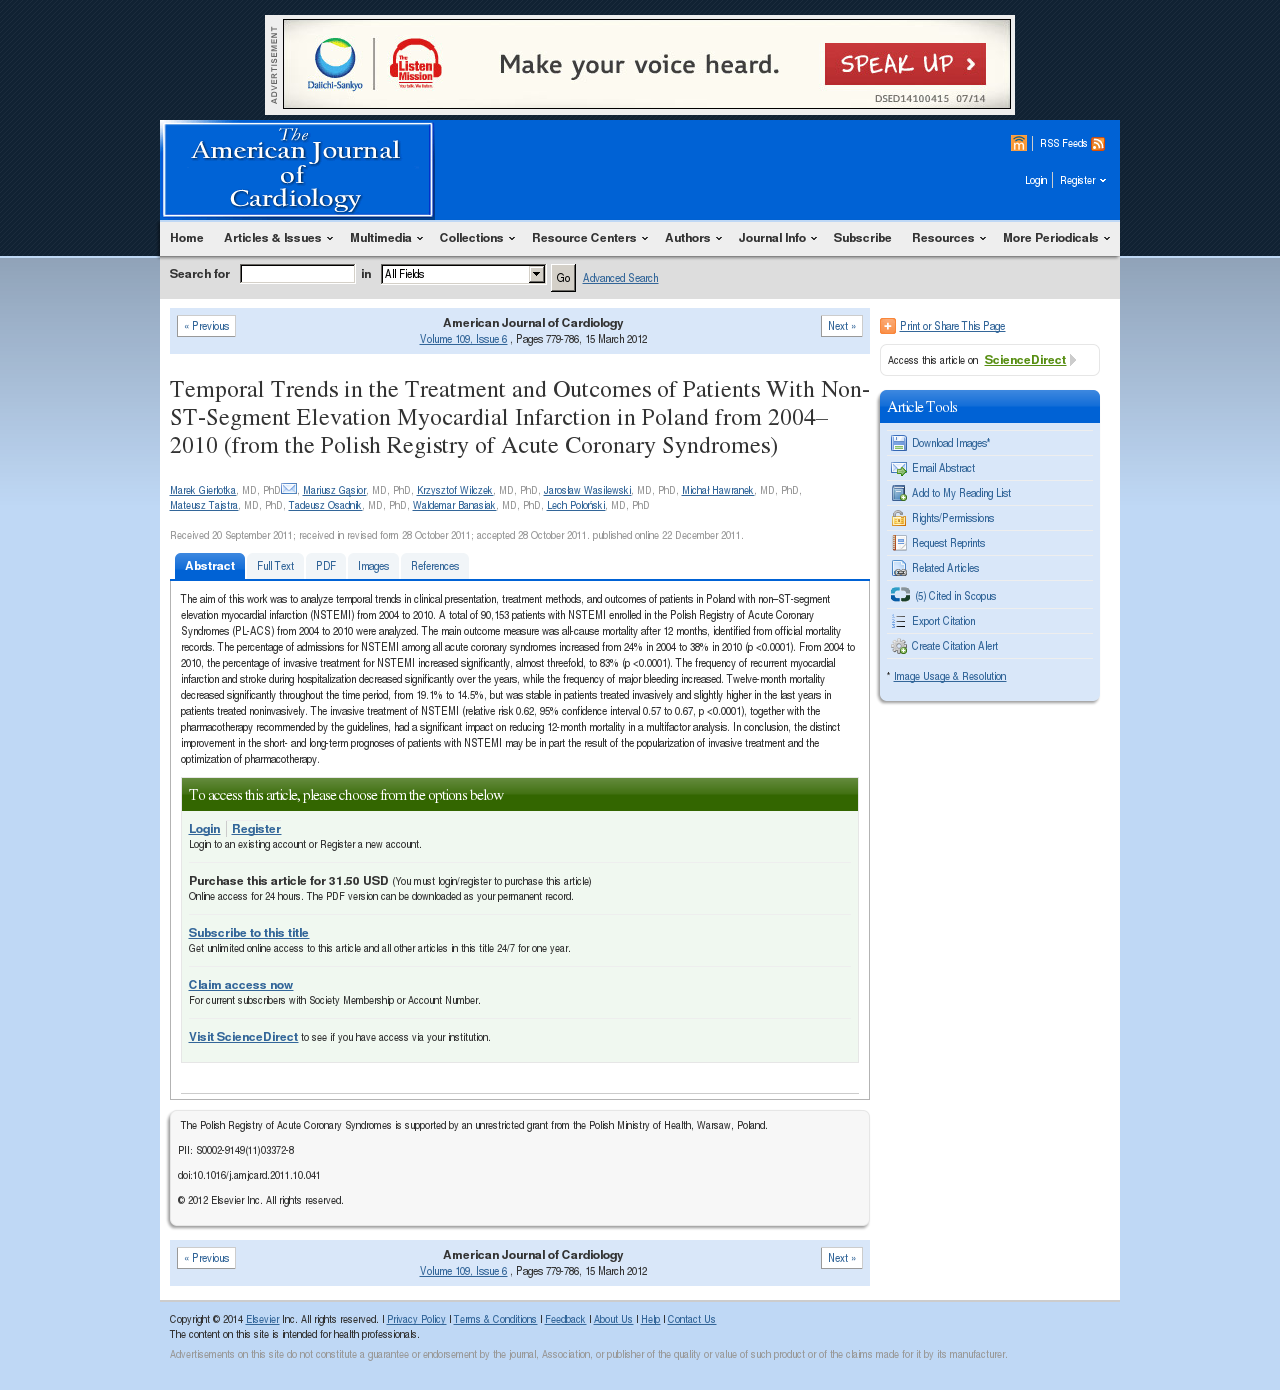 ADVERTISEMENT
Daiichi-Sankyo
The Listen Mission
You talk. We listen.
Make your voice heard.
SPEAK UP
DSED14100415 07/14
The
American Journal
of
Cardiology
RSS Feeds
Login Register
Home Articles & Issues Multimedia Collections Resource Centers Authors Journal Info Subscribe Resources More Periodicals
Search for in All Fields Go Advanced Search
« Previous American Journal of Cardiology Next »
Volume 109, Issue 6 , Pages 779-786, 15 March 2012
Temporal Trends in the Treatment and Outcomes of Patients With Non-
ST-Segment Elevation Myocardial Infarction in Poland from 2004–
2010 (from the Polish Registry of Acute Coronary Syndromes)
Marek Gierlotka, MD, PhD, Mariusz Gąsior, MD, PhD, Krzysztof Wilczek, MD, PhD, Jarosław Wasilewski, MD, PhD, Michał Hawranek, MD, PhD,
Mateusz Tajstra, MD, PhD, Tadeusz Osadnik, MD, PhD, Waldemar Banasiak, MD, PhD, Lech Poloński, MD, PhD
Received 20 September 2011; received in revised form 28 October 2011; accepted 28 October 2011. published online 22 December 2011.
Abstract Full Text PDF Images References
The aim of this work was to analyze temporal trends in clinical presentation, treatment methods, and outcomes of patients in Poland with non–ST-segment
elevation myocardial infarction (NSTEMI) from 2004 to 2010. A total of 90,153 patients with NSTEMI enrolled in the Polish Registry of Acute Coronary
Syndromes (PL-ACS) from 2004 to 2010 were analyzed. The main outcome measure was all-cause mortality after 12 months, identified from official mortality
records. The percentage of admissions for NSTEMI among all acute coronary syndromes increased from 24% in 2004 to 38% in 2010 (p <0.0001). From 2004 to
2010, the percentage of invasive treatment for NSTEMI increased significantly, almost threefold, to 83% (p <0.0001). The frequency of recurrent myocardial
infarction and stroke during hospitalization decreased significantly over the years, while the frequency of major bleeding increased. Twelve-month mortality
decreased significantly throughout the time period, from 19.1% to 14.5%, but was stable in patients treated invasively and slightly higher in the last years in
patients treated noninvasively. The invasive treatment of NSTEMI (relative risk 0.62, 95% confidence interval 0.57 to 0.67, p <0.0001), together with the
pharmacotherapy recommended by the guidelines, had a significant impact on reducing 12-month mortality in a multifactor analysis. In conclusion, the distinct
improvement in the short- and long-term prognoses of patients with NSTEMI may be in part the result of the popularization of invasive treatment and the
optimization of pharmacotherapy.
To access this article, please choose from the options below
Login Register
Login to an existing account or Register a new account.
Purchase this article for 31.50 USD (You must login/register to purchase this article)
Online access for 24 hours. The PDF version can be downloaded as your permanent record.
Subscribe to this title
Get unlimited online access to this article and all other articles in this title 24/7 for one year.
Claim access now
For current subscribers with Society Membership or Account Number.
Visit ScienceDirect to see if you have access via your institution.
The Polish Registry of Acute Coronary Syndromes is supported by an unrestricted grant from the Polish Ministry of Health, Warsaw, Poland.
PII: S0002-9149(11)03372-8
doi:10.1016/j.amjcard.2011.10.041
© 2012 Elsevier Inc. All rights reserved.
« Previous American Journal of Cardiology Next »
Volume 109, Issue 6 , Pages 779-786, 15 March 2012
Print or Share This Page
Access this article on ScienceDirect
Article Tools
Download Images*
Email Abstract
Add to My Reading List
Rights/Permissions
Request Reprints
Related Articles
(5) Cited in Scopus
Export Citation
Create Citation Alert
* Image Usage & Resolution
Copyright © 2014 Elsevier Inc. All rights reserved. | Privacy Policy | Terms & Conditions | Feedback | About Us | Help | Contact Us
The content on this site is intended for health professionals.
Advertisements on this site do not constitute a guarantee or endorsement by the journal, Association, or publisher of the quality or value of such product or of the claims made for it by its manufacturer.